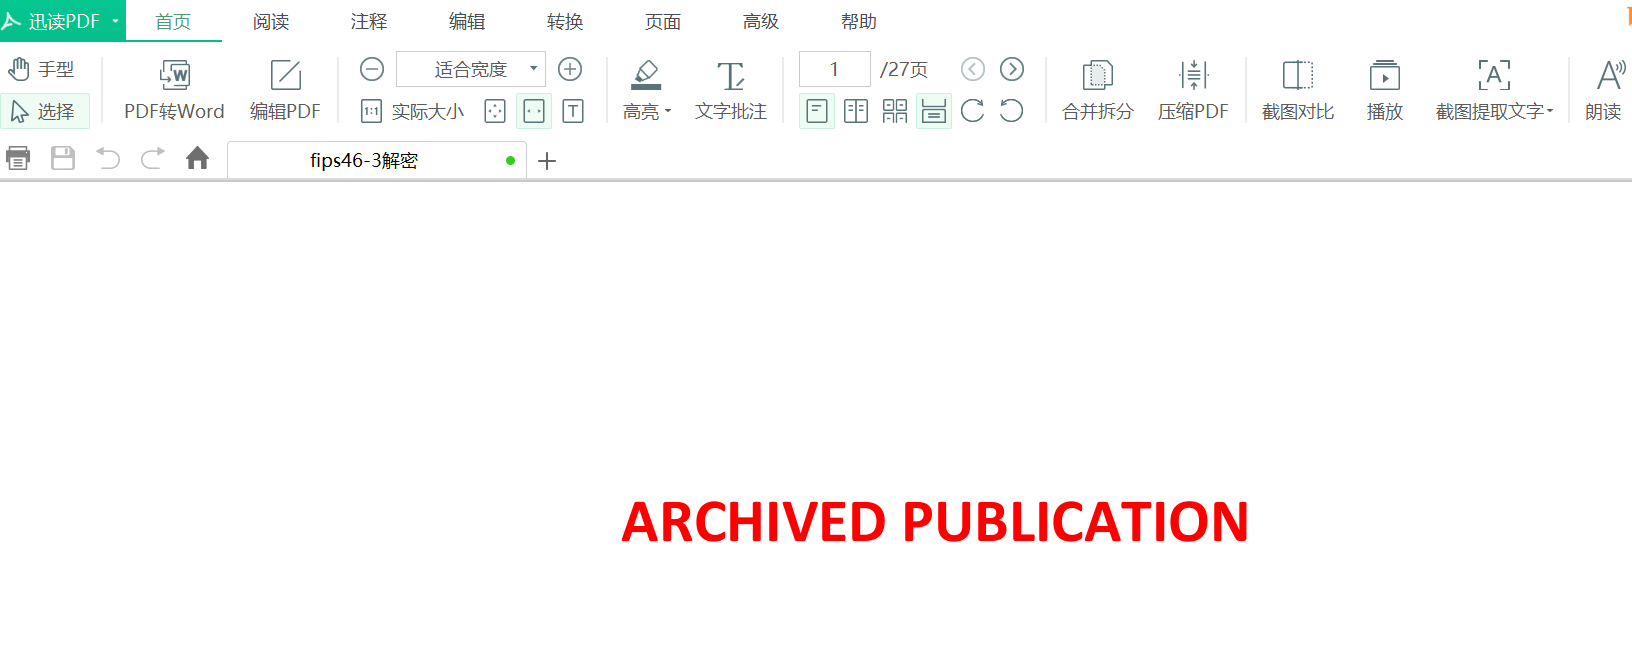 迅读PDF 首页 阅读 注释 编辑 转换 页面 高级 帮助
手型 适合宽度 1 /27页
选择 PDF转Word 编辑PDF 1:1 实际大小 T 高亮 文字批注 合并拆分 压缩PDF 截图对比 播放 截图提取文字 朗读
fips46-3解密
ARCHIVED PUBLICATION